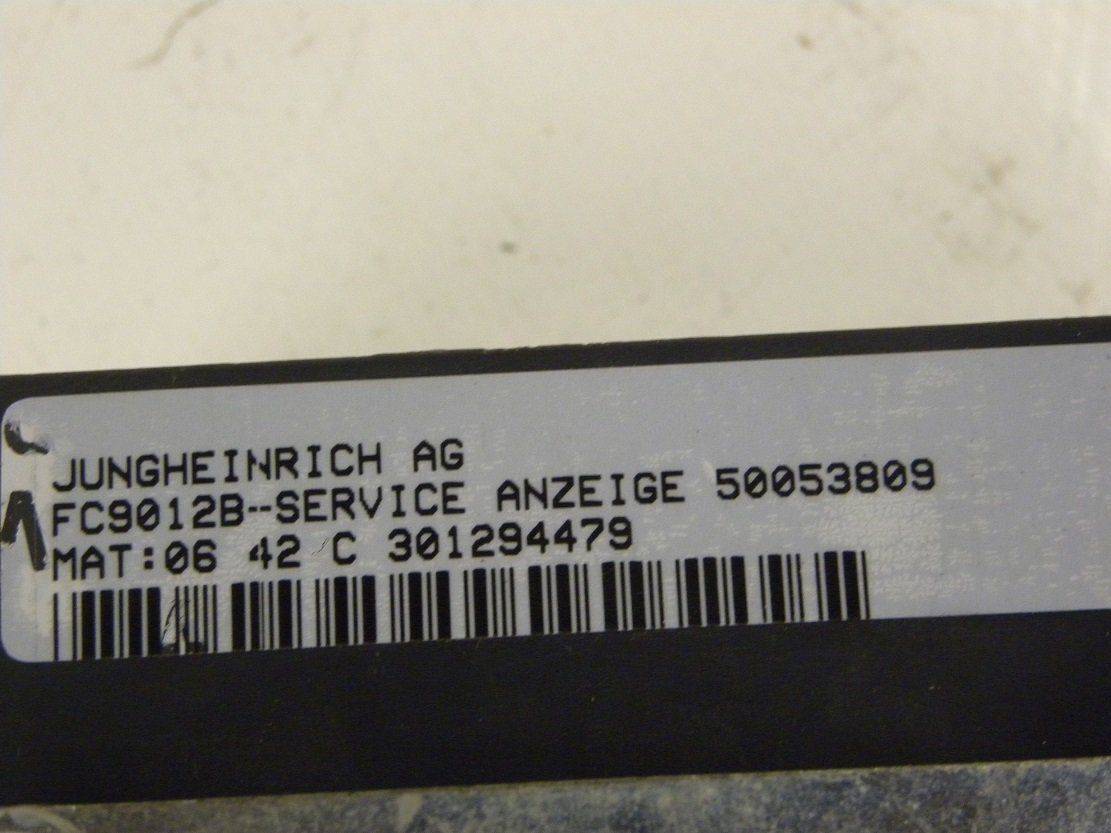 JUNGHEINRICH AG
FC9012B--SERVICE ANZEIGE 50053809
MAT:06 42 C 301294479